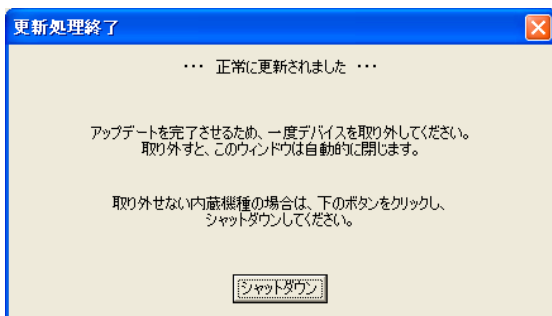 更新処理終了
･･･ 正常に更新されました ･･･
アップデートを完了させるため、一度デバイスを取り外してください。
取り外すと、このウィンドウは自動的に閉じます。
取り外せない内蔵機種の場合は、下のボタンをクリックし、
シャットダウンしてください。
シャットダウン